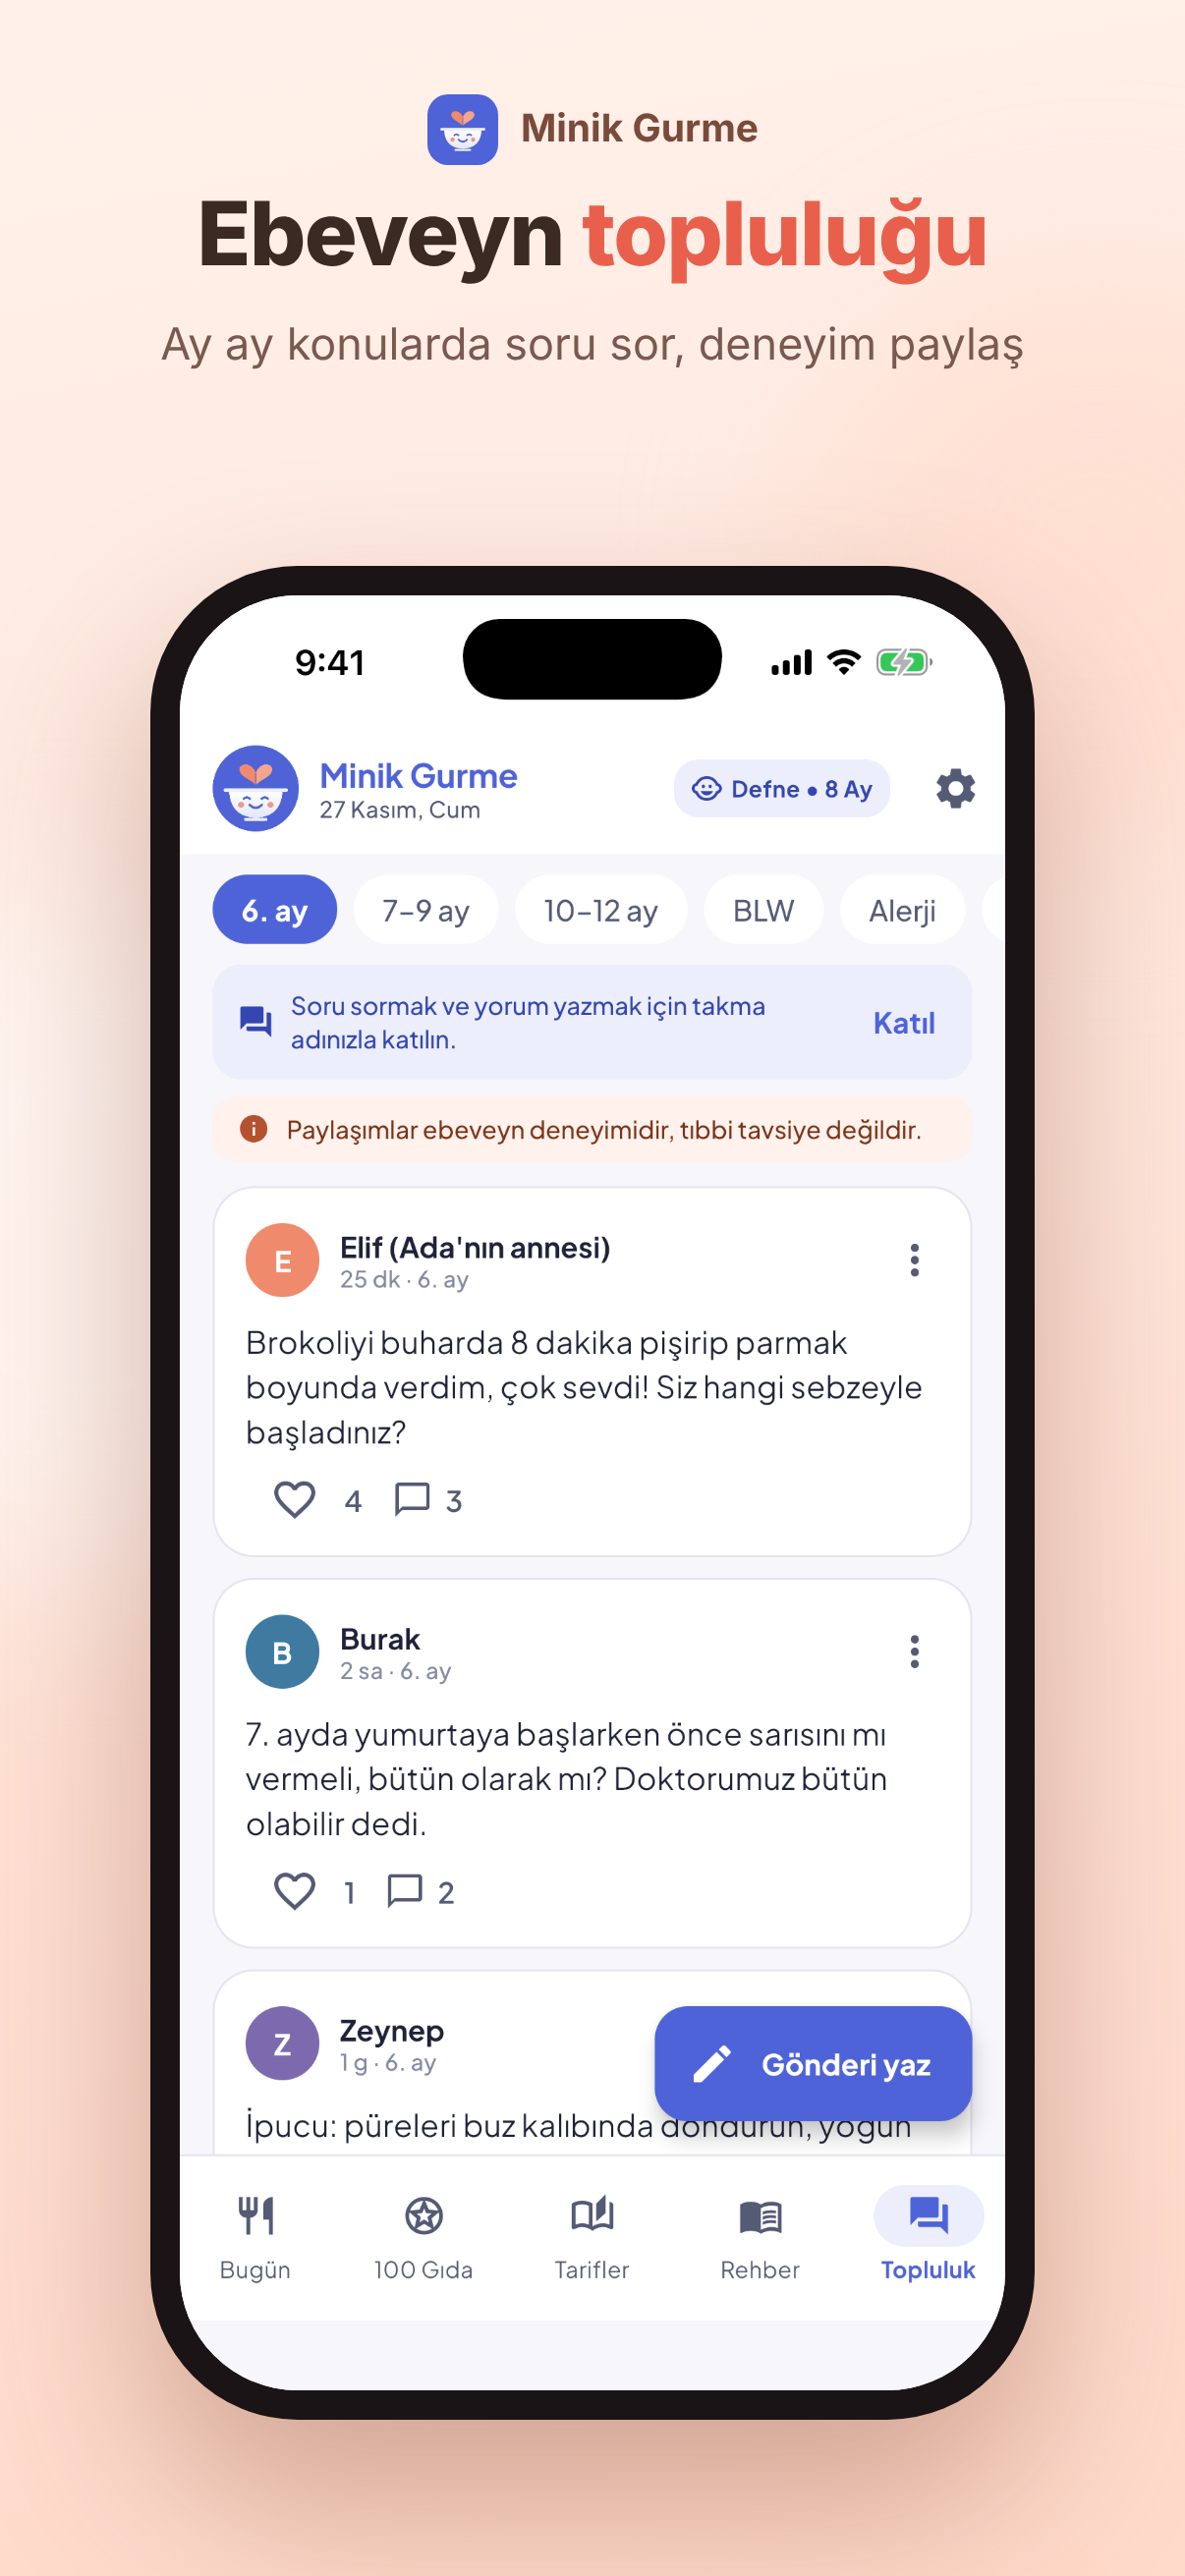 Minik Gurme
Ebeveyn topluluğu
Ay ay konularda soru sor, deneyim paylaş
9:41
Minik Gurme
27 Kasım, Cum
Defne • 8 Ay
6. ay
7–9 ay
10–12 ay
BLW
Alerji
Soru sormak ve yorum yazmak için takma
adınızla katılın.
Katıl
Paylaşımlar ebeveyn deneyimidir, tıbbi tavsiye değildir.
E
Elif (Ada'nın annesi)
25 dk · 6. ay
Brokoliyi buharda 8 dakika pişirip parmak
boyunda verdim, çok sevdi! Siz hangi sebzeyle
başladınız?
4
3
B
Burak
2 sa · 6. ay
7. ayda yumurtaya başlarken önce sarısını mı
vermeli, bütün olarak mı? Doktorumuz bütün
olabilir dedi.
1
2
Z
Zeynep
1 g · 6. ay
Gönderi yaz
İpucu: püreleri buz kalıbında dondurun, yoğun
Bugün
100 Gıda
Tarifler
Rehber
Topluluk